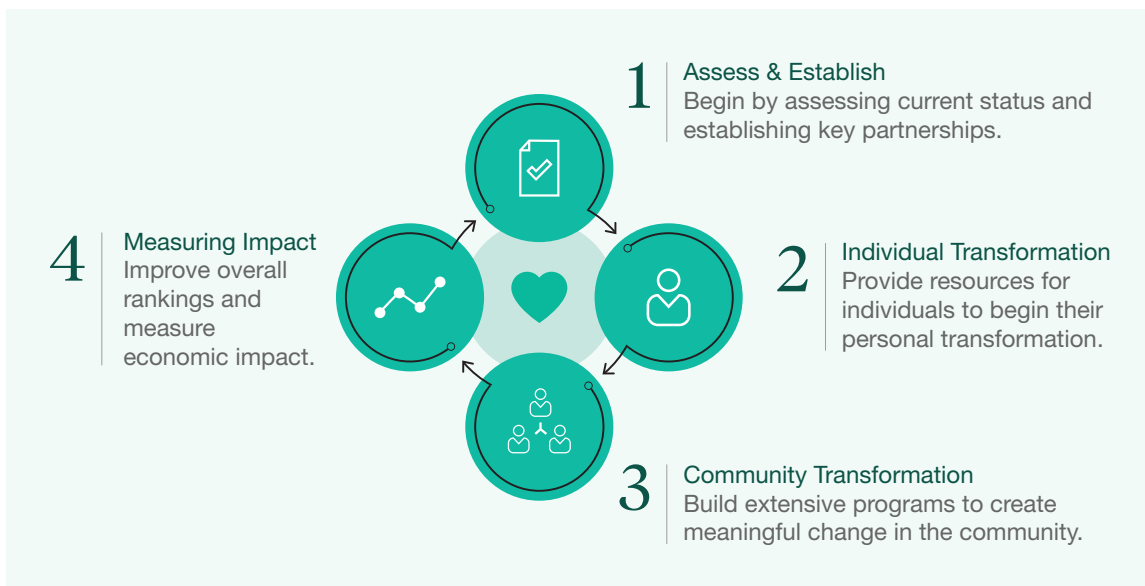 1
Assess & Establish
Begin by assessing current status and
establishing key partnerships.
2
Individual Transformation
Provide resources for
individuals to begin their
personal transformation.
3
Community Transformation
Build extensive programs to create
meaningful change in the community.
4
Measuring Impact
Improve overall
rankings and
measure
economic impact.